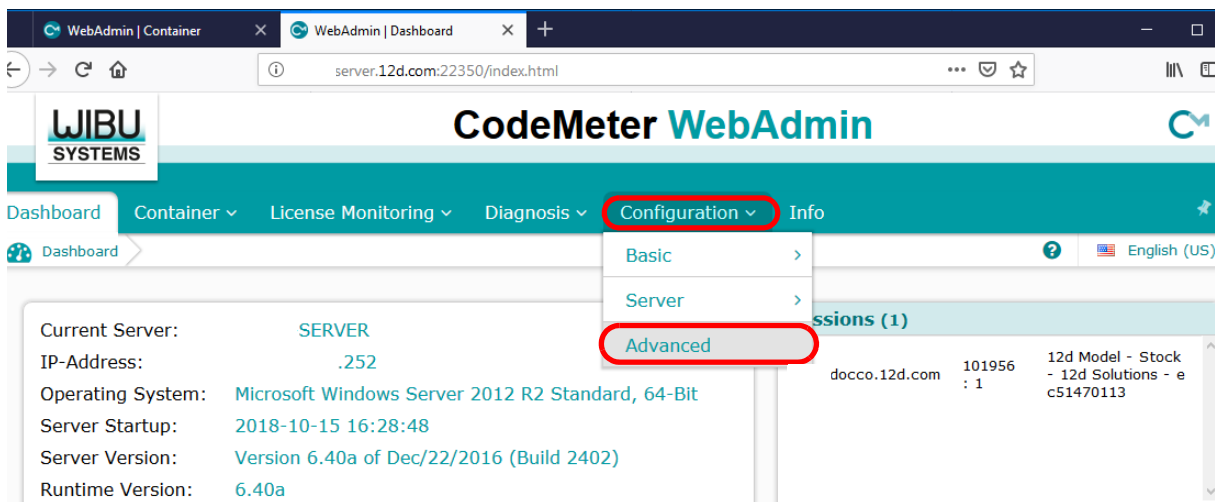 WebAdmin | Container
WebAdmin | Dashboard
server.12d.com:22350/index.html
WIBU
SYSTEMS
CodeMeter WebAdmin
Dashboard Container License Monitoring Diagnosis Configuration Info
Dashboard
English (US)
Basic
Server
Advanced
Current Server: SERVER
IP-Address: .252
Operating System: Microsoft Windows Server 2012 R2 Standard, 64-Bit
Server Startup: 2018-10-15 16:28:48
Server Version: Version 6.40a of Dec/22/2016 (Build 2402)
Runtime Version: 6.40a
ssions (1)
docco.12d.com
101956
: 1
12d Model - Stock
- 12d Solutions - e
c51470113